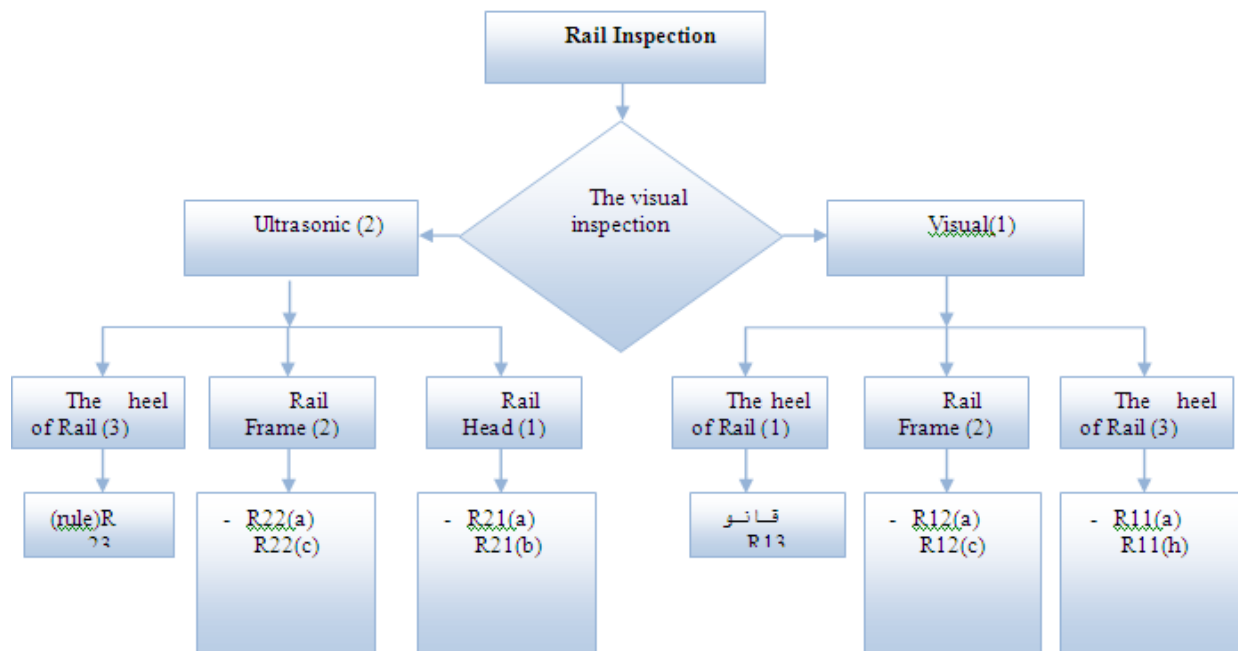 Rail Inspection
The visual
inspection
Ultrasonic (2)
Visual(1)
The heel
of Rail (3)
Rail
Frame (2)
Rail
Head (1)
The heel
of Rail (1)
Rail
Frame (2)
The heel
of Rail (3)
(rule)R
23
- R22(a)
R22(c)
- R21(a)
R21(b)
قانو
R13
- R12(a)
R12(c)
- R11(a)
R11(h)